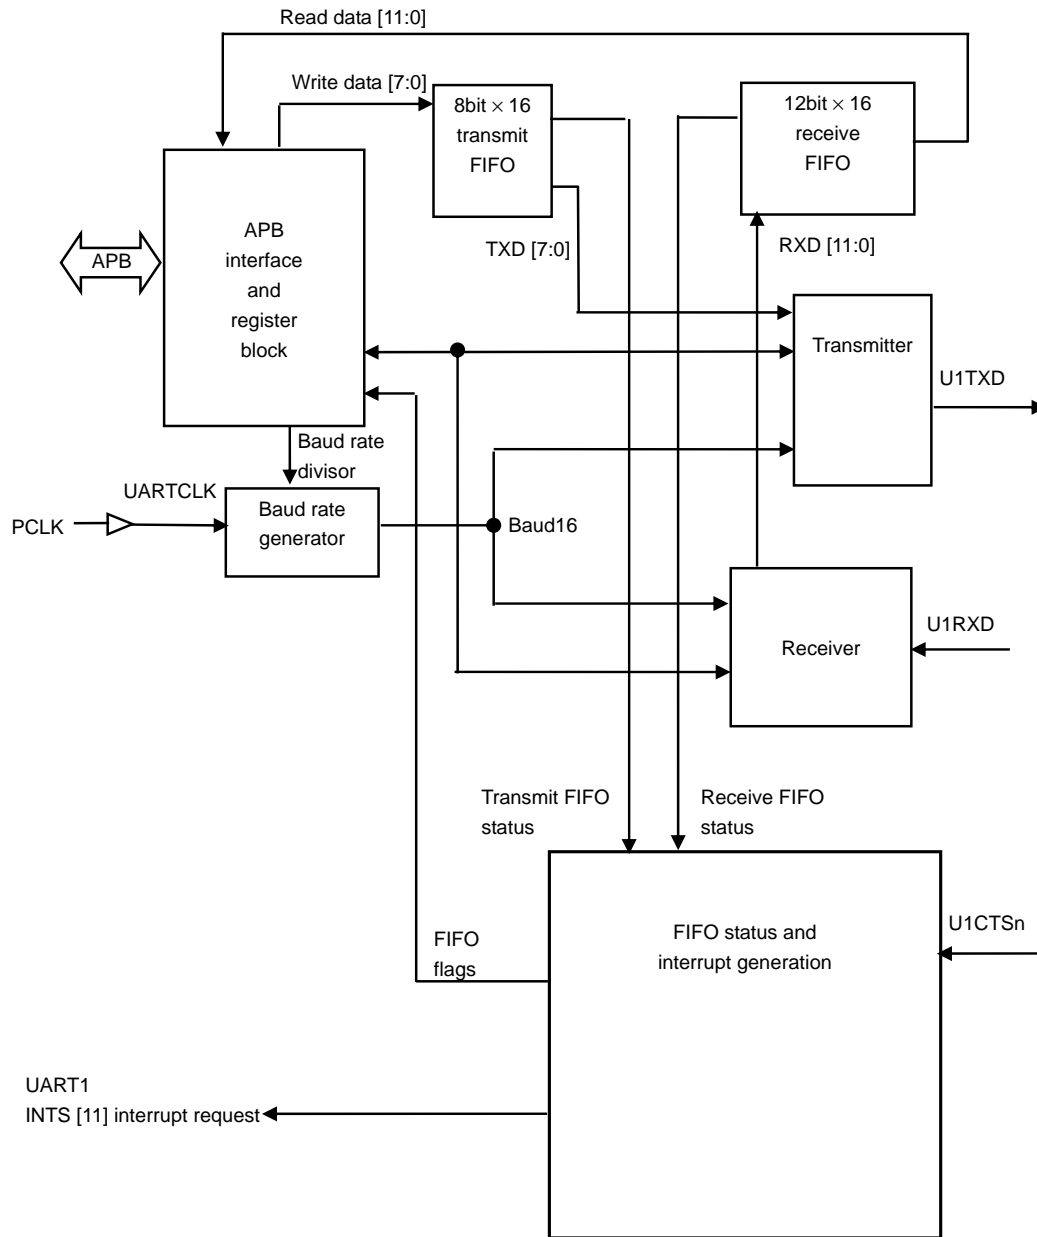 Read data [11:0]
Write data [7:0]
8bit × 16
transmit
FIFO
12bit × 16
receive
FIFO
APB
interface
and
register
block
APB
TXD [7:0]
RXD [11:0]
Transmitter
U1TXD
Baud rate
divisor
UARTCLK
PCLK
Baud rate
generator
Baud16
U1RXD
Receiver
Transmit FIFO
status
Receive FIFO
status
FIFO
flags
FIFO status and
interrupt generation
U1CTSn
UART1
INTS [11] interrupt request